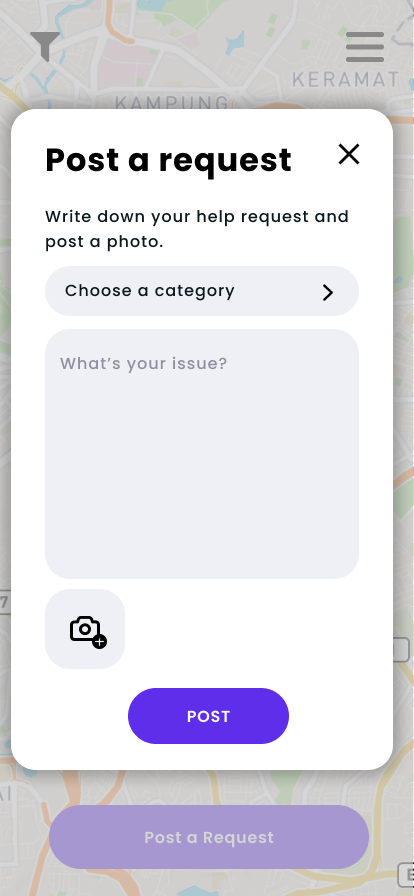 KERAMAT
KAMPUNG
Post a request
Write down your help request and
post a photo.
Choose a category
What's your issue?
7
POST
Post a Request